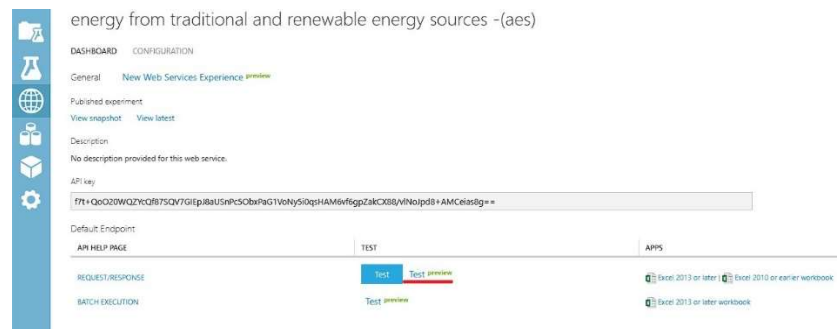 energy from traditional and renewable energy sources -(aes)
DASHBOARD CONFIGURATION
General New Web Services Experience preview
Published experiment
View snapshot View latest
Description
No description provided for this web service.
API key
Default Endpoint
API HELP PAGE TEST APPS
REQUEST/RESPONSE Test Test preview Excel 2013 or later | Excel 2010 or earlier workbook
BATCH EXECUTION Test preview Excel 2013 or later workbook